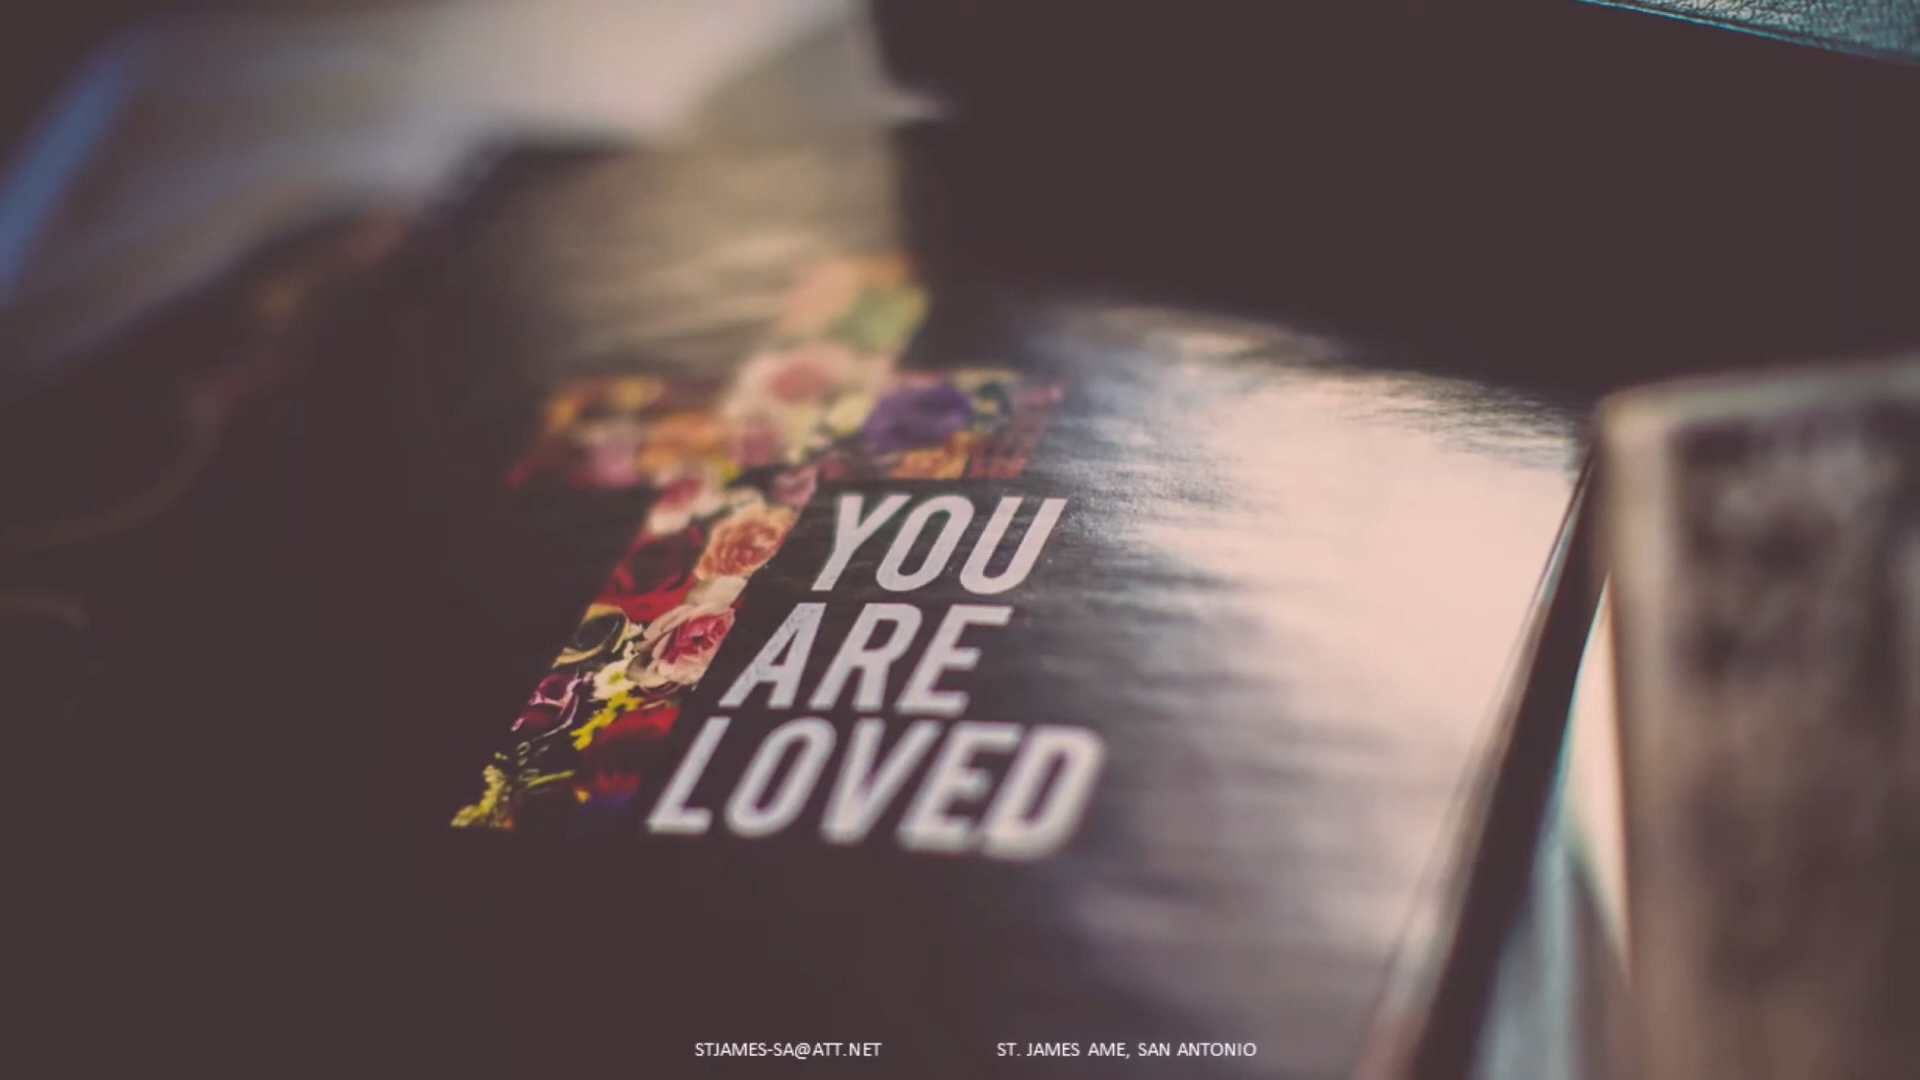 YOU
ARE
LOVED
STJAMES-SA@ATT.NET
ST. JAMES AME, SAN ANTONIO